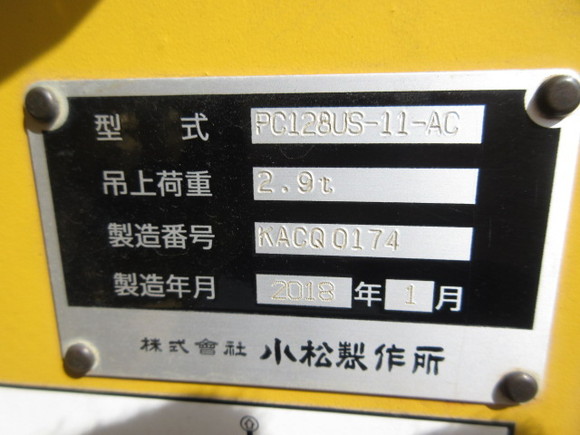 型 式 PC128US-11-AC
吊上荷重 2.9t
製造番号 KACQ0174
製造年月 2018 年 1 月
株式會社 小松製作所